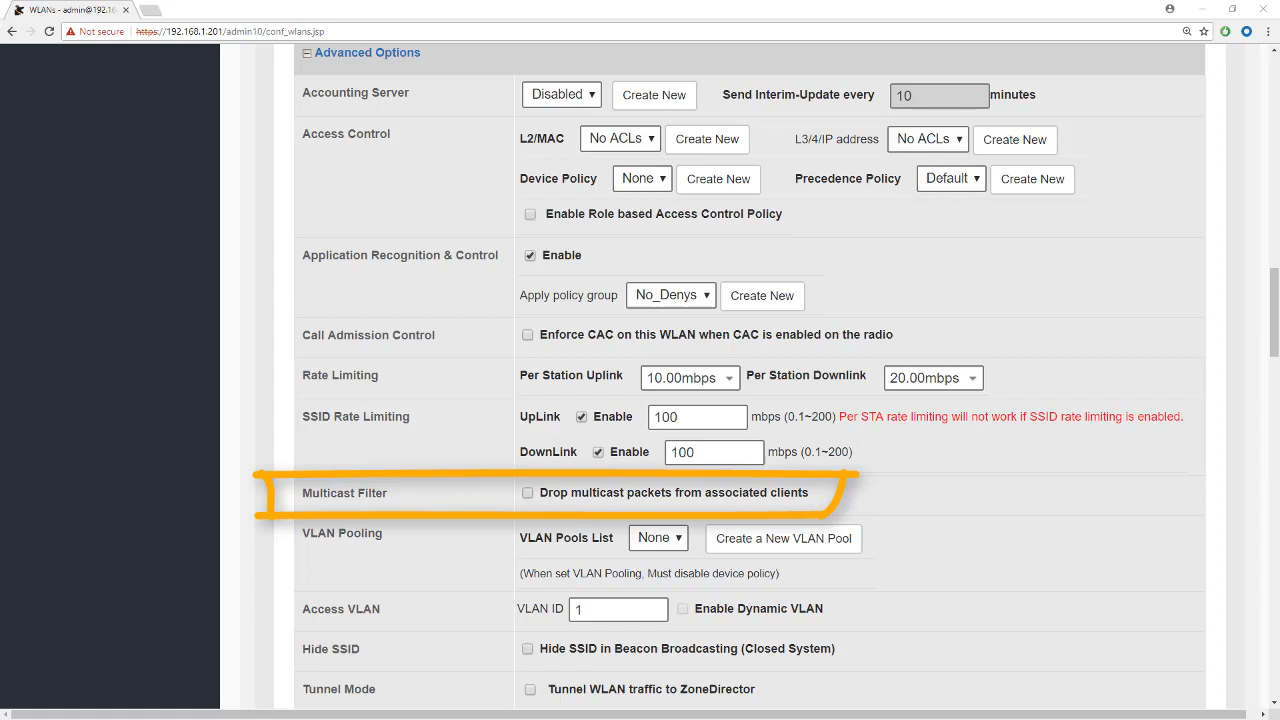 WLANs - admin@192.16
Not secure https://192.168.1.201/admin10/conf_wlans.jsp
Advanced Options
Accounting Server Disabled Create New Send Interim-Update every 10 minutes
Access Control L2/MAC No ACLs Create New L3/4/IP address No ACLs Create New
Device Policy None Create New Precedence Policy Default Create New
Enable Role based Access Control Policy
Application Recognition & Control Enable
Apply policy group No_Denys Create New
Call Admission Control Enforce CAC on this WLAN when CAC is enabled on the radio
Rate Limiting Per Station Uplink 10.00mbps Per Station Downlink 20.00mbps
SSID Rate Limiting UpLink Enable 100 mbps (0.1~200) Per STA rate limiting will not work if SSID rate limiting is enabled.
DownLink Enable 100 mbps (0.1~200)
Multicast Filter Drop multicast packets from associated clients
VLAN Pooling VLAN Pools List None Create a New VLAN Pool
(When set VLAN Pooling, Must disable device policy)
Access VLAN VLAN ID 1 Enable Dynamic VLAN
Hide SSID Hide SSID in Beacon Broadcasting (Closed System)
Tunnel Mode Tunnel WLAN traffic to ZoneDirector